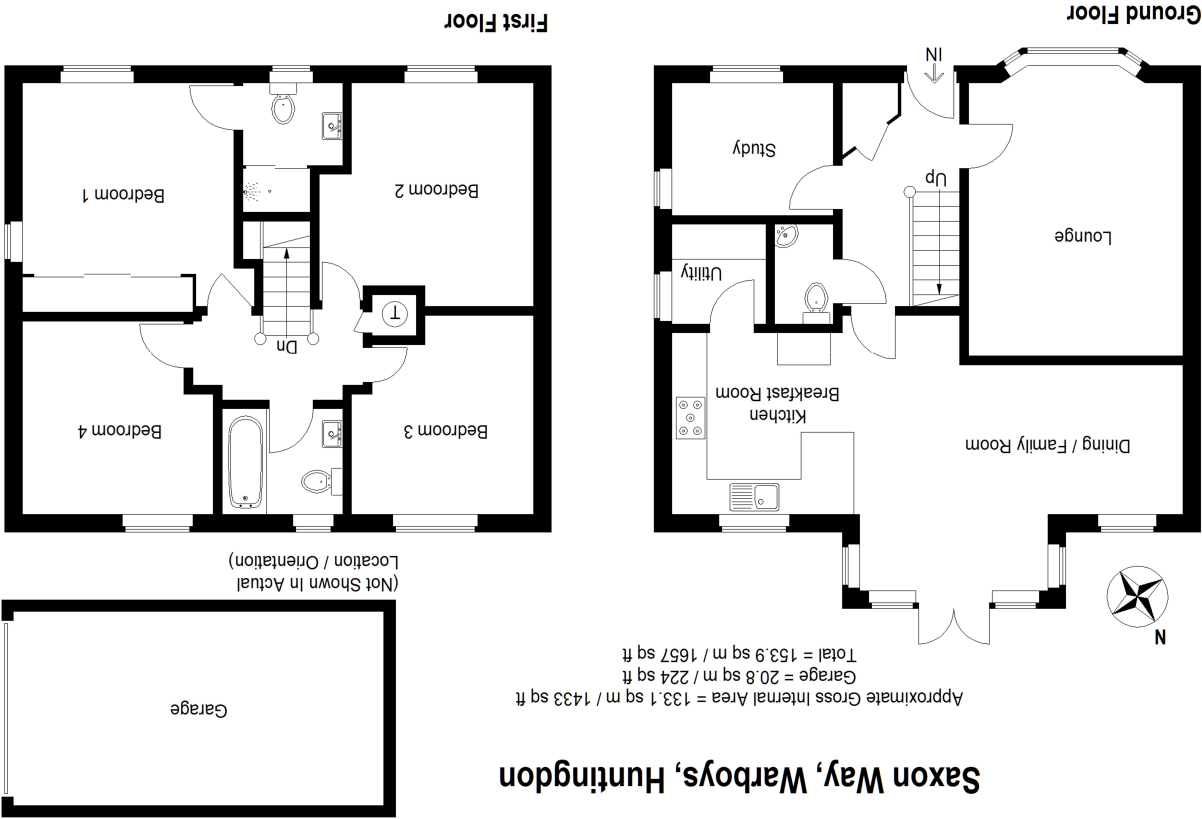 Saxon Way, Warboys, Huntingdon
Approximate Gross Internal Area = 133.1 sq m / 1433 sq ft
Garage = 20.8 sq m / 224 sq ft
Total = 153.9 sq m / 1657 sq ft
N
Garage
(Not Shown In Actual
Location / Orientation)
Dining / Family Room
Kitchen
Breakfast Room
Utility
Lounge
Up
Study
IN
Ground Floor
Bedroom 3
Bedroom 4
Dn
T
Bedroom 2
Bedroom 1
First Floor